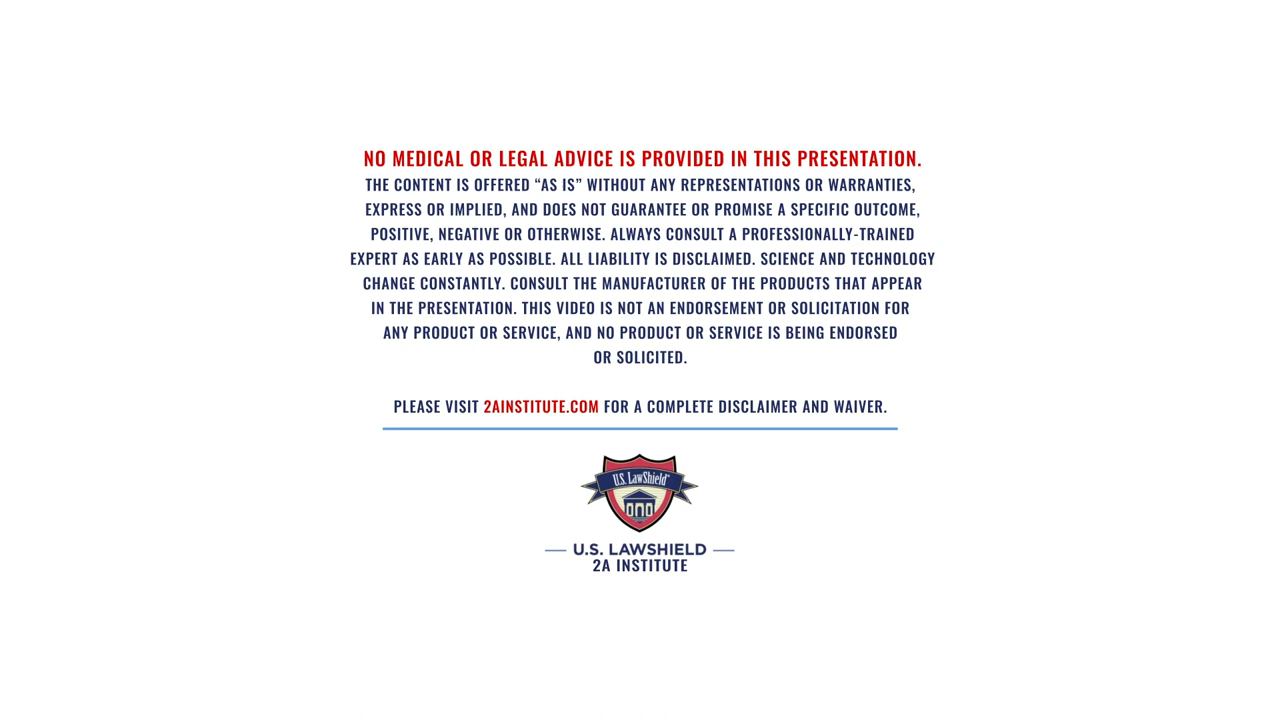 NO MEDICAL OR LEGAL ADVICE IS PROVIDED IN THIS PRESENTATION.
THE CONTENT IS OFFERED “AS IS” WITHOUT ANY REPRESENTATIONS OR WARRANTIES,
EXPRESS OR IMPLIED, AND DOES NOT GUARANTEE OR PROMISE A SPECIFIC OUTCOME,
POSITIVE, NEGATIVE OR OTHERWISE. ALWAYS CONSULT A PROFESSIONALLY-TRAINED
EXPERT AS EARLY AS POSSIBLE. ALL LIABILITY IS DISCLAIMED. SCIENCE AND TECHNOLOGY
CHANGE CONSTANTLY. CONSULT THE MANUFACTURER OF THE PRODUCTS THAT APPEAR
IN THE PRESENTATION. THIS VIDEO IS NOT AN ENDORSEMENT OR SOLICITATION FOR
ANY PRODUCT OR SERVICE, AND NO PRODUCT OR SERVICE IS BEING ENDORSED
OR SOLICITED.
PLEASE VISIT 2AINSTITUTE.COM FOR A COMPLETE DISCLAIMER AND WAIVER.
U.S. LawShield
U.S. LAWSHIELD
2A INSTITUTE